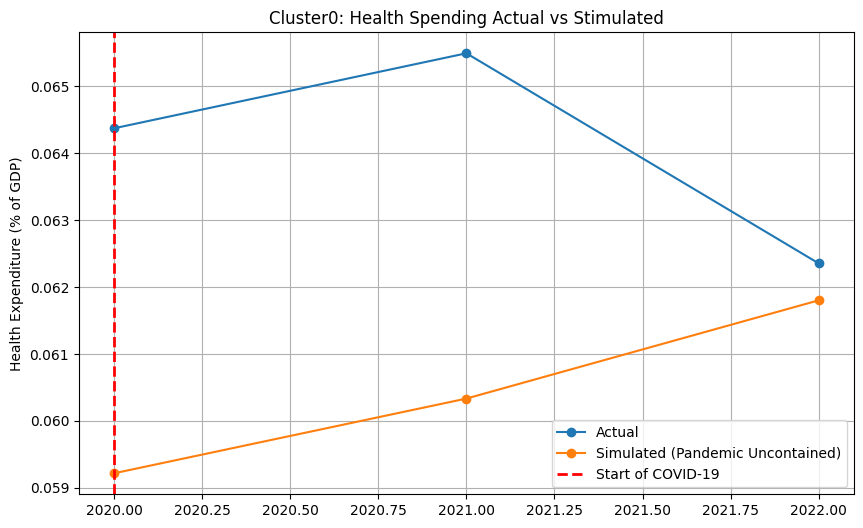 Cluster0: Health Spending Actual vs Stimulated
Health Expenditure (% of GDP)
0.065
0.064
0.063
0.062
0.061
0.060
0.059
Actual
Simulated (Pandemic Uncontained)
Start of COVID-19
2020.00 2020.25 2020.50 2020.75 2021.00 2021.25 2021.50 2021.75 2022.00